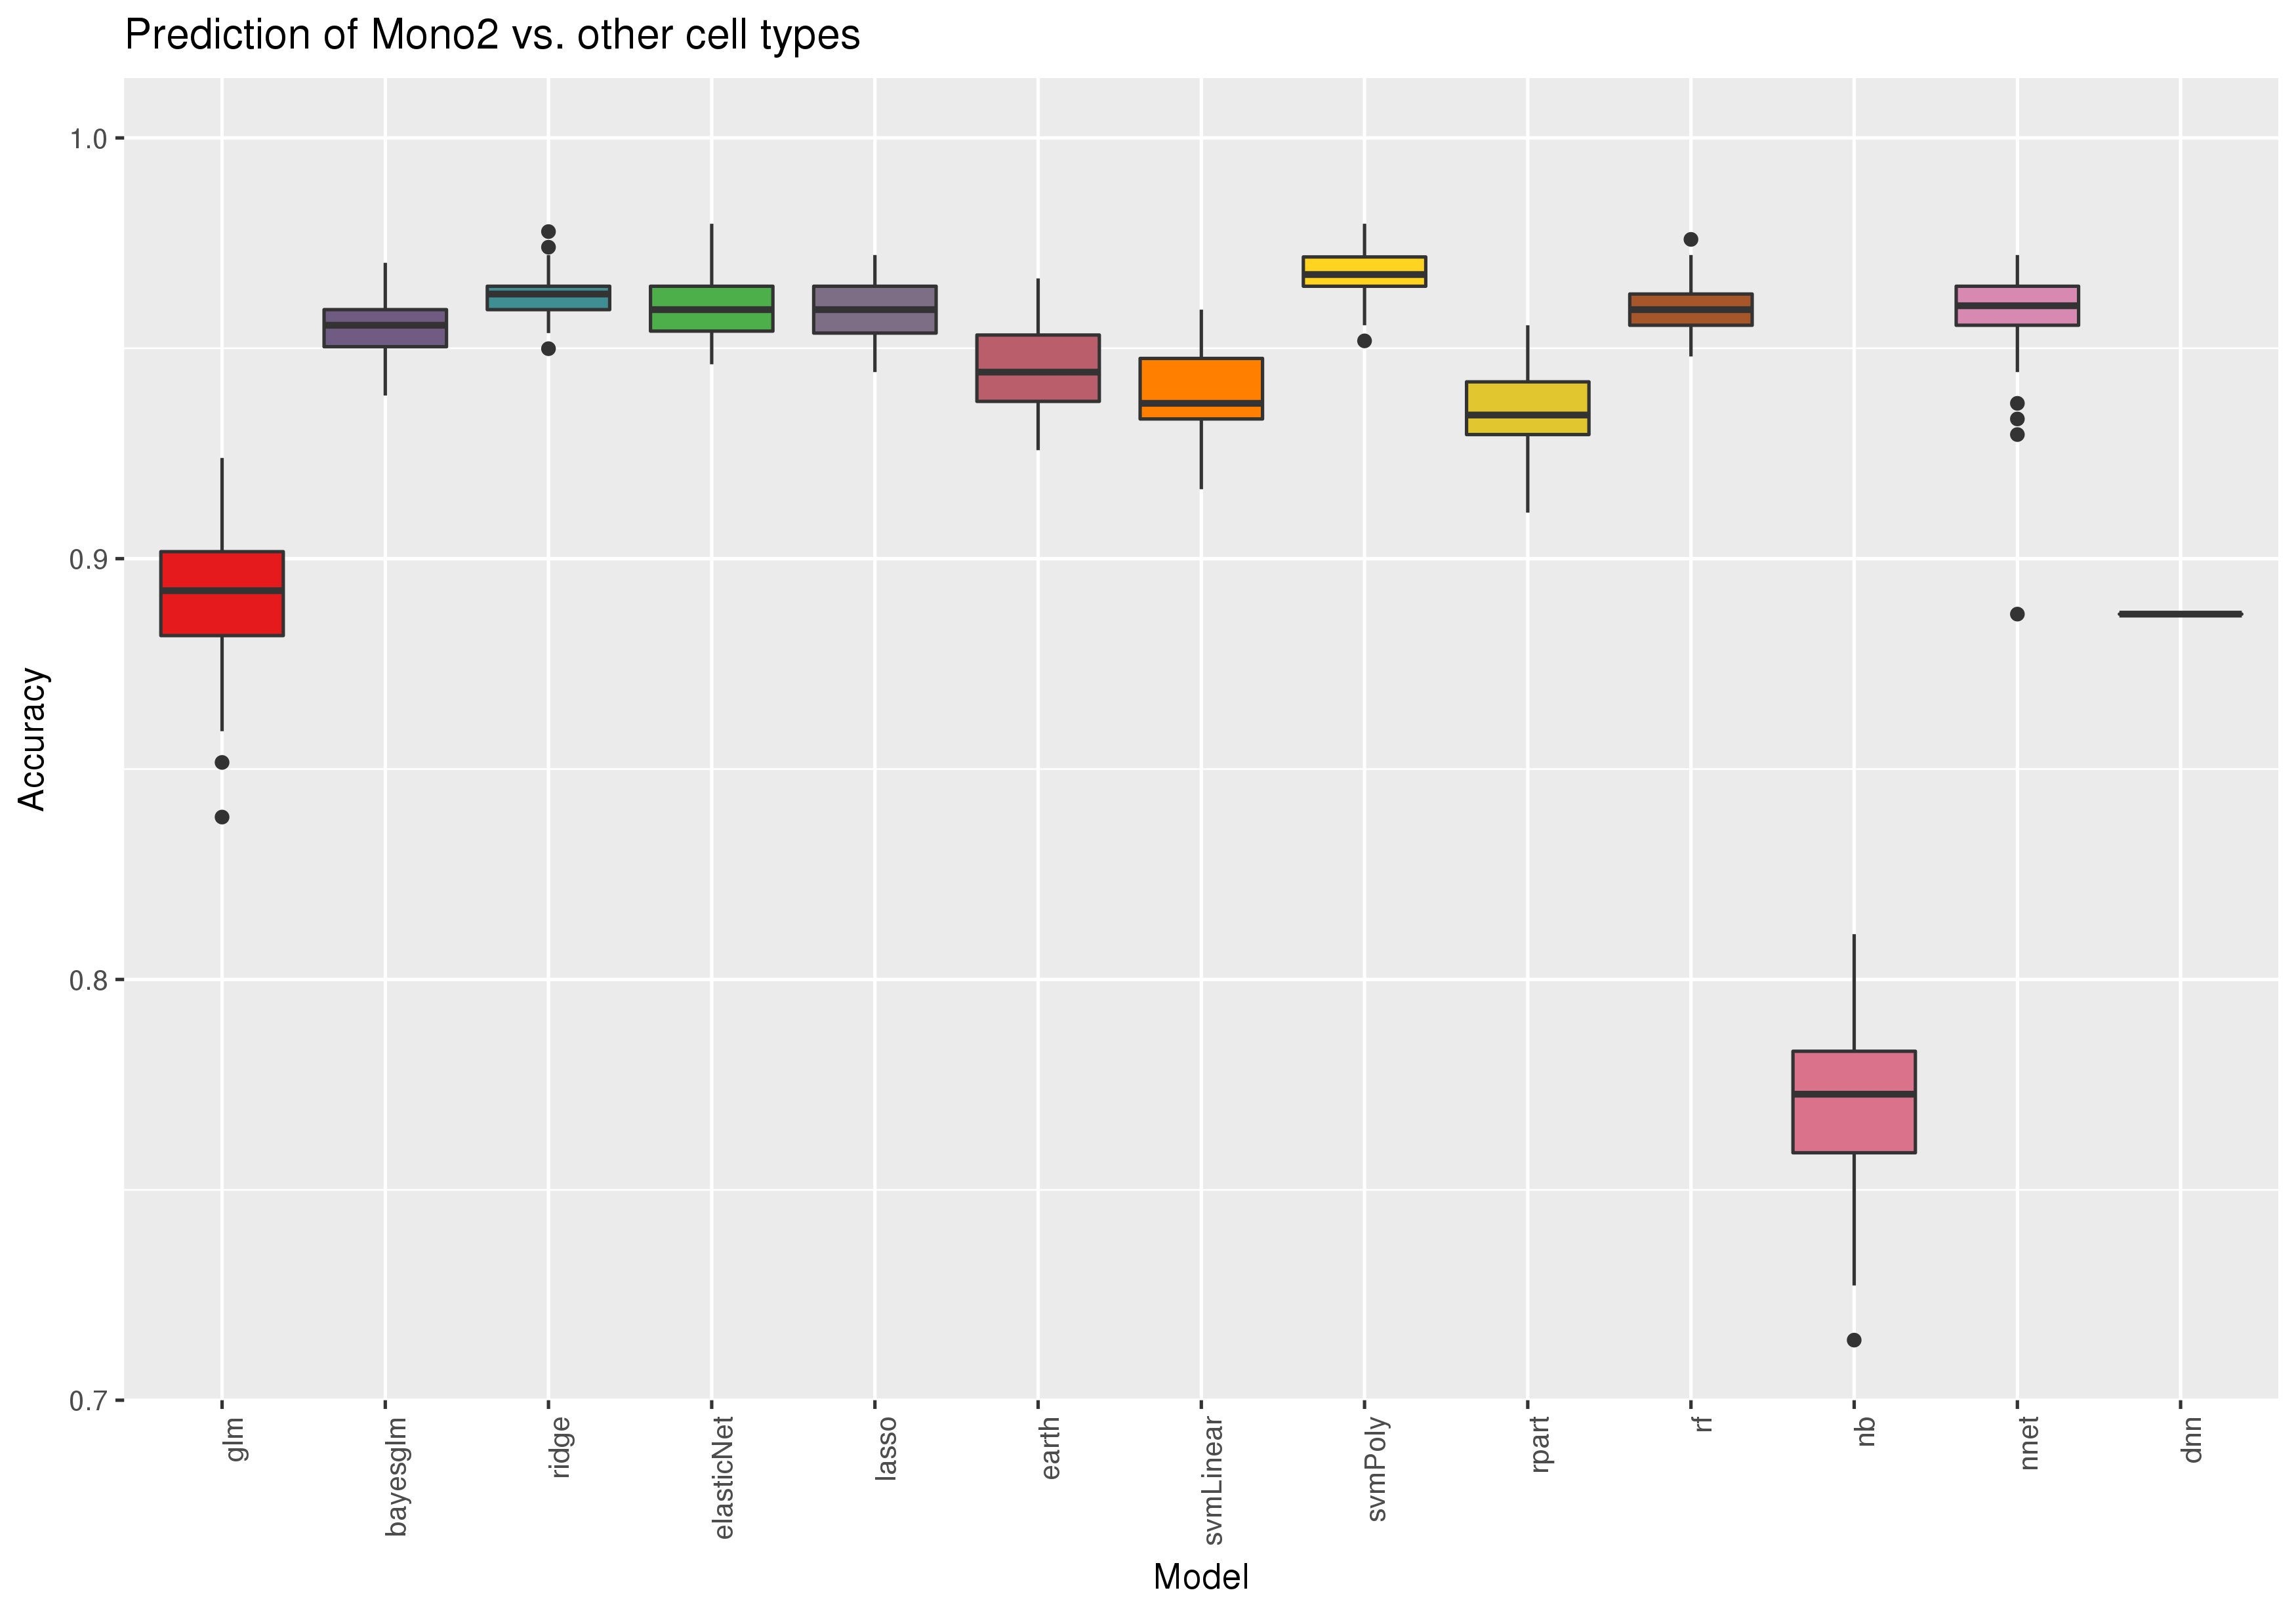 Prediction of Mono2 vs. other cell types
1.0
0.9
0.8
0.7
Accuracy
glm
bayesglm
ridge
elasticNet
lasso
earth
svmLinear
svmPoly
rpart
rf
nb
nnet
dnn
Model